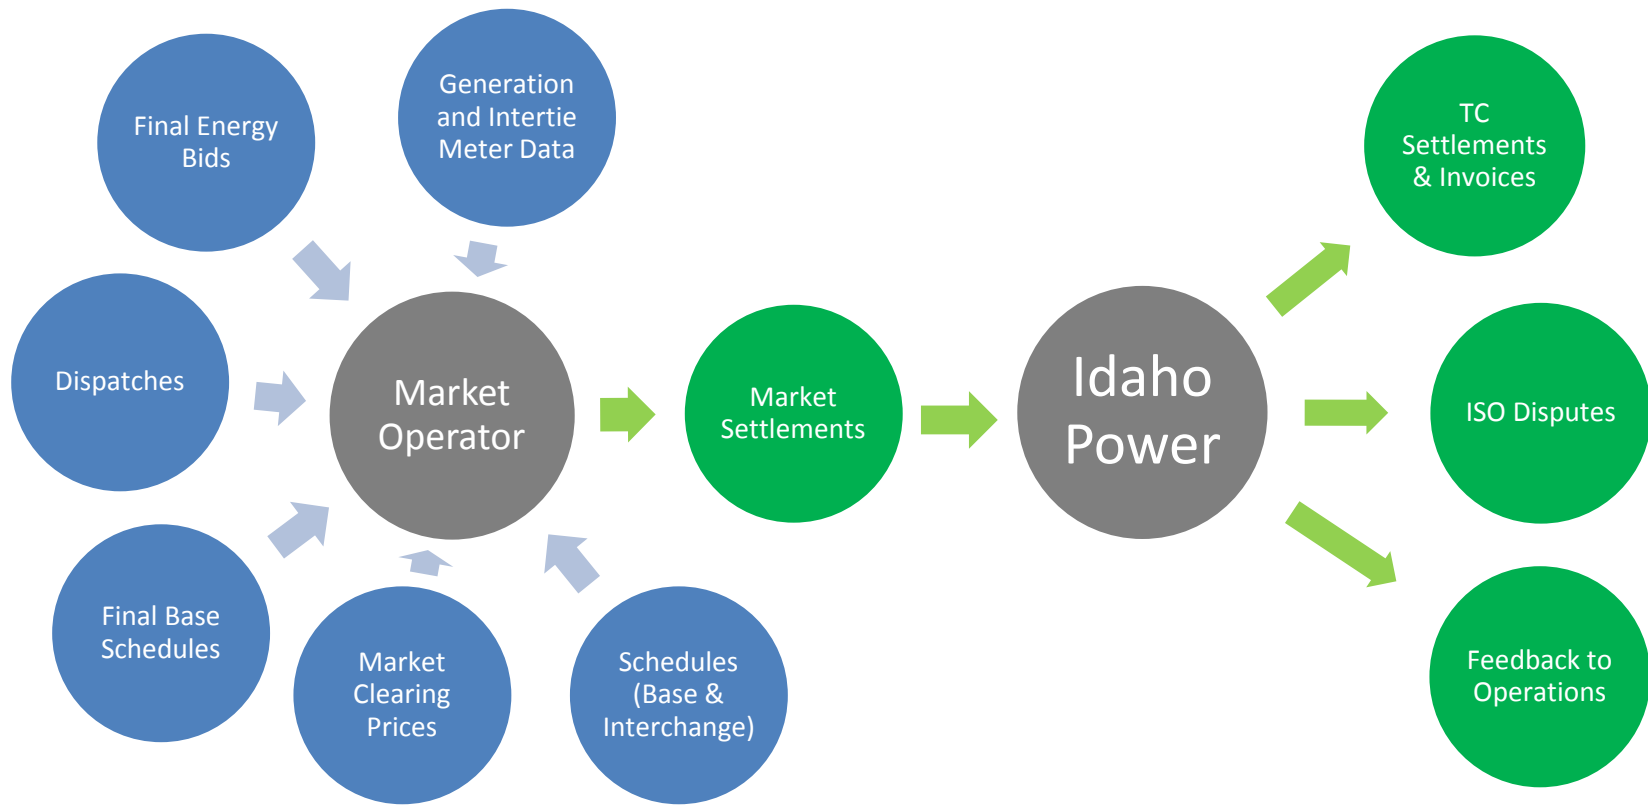 Final Energy
Bids
Generation
and Intertie
Meter Data
Dispatches
Final Base
Schedules
Market
Clearing
Prices
Schedules
(Base &
Interchange)
Market
Operator
Market
Settlements
Idaho
Power
TC
Settlements
& Invoices
ISO Disputes
Feedback to
Operations